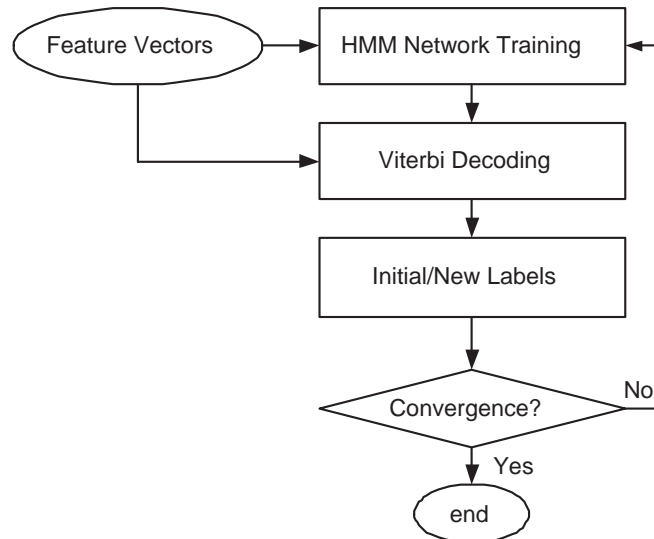 Feature Vectors
HMM Network Training
Viterbi Decoding
Initial/New Labels
Convergence?
No
Yes
end